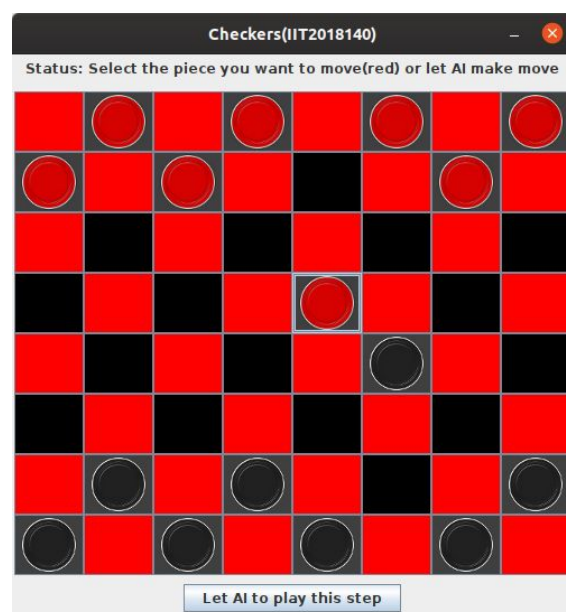 Checkers(IIT2018140)
Status: Select the piece you want to move(red) or let AI make move
Let AI to play this step